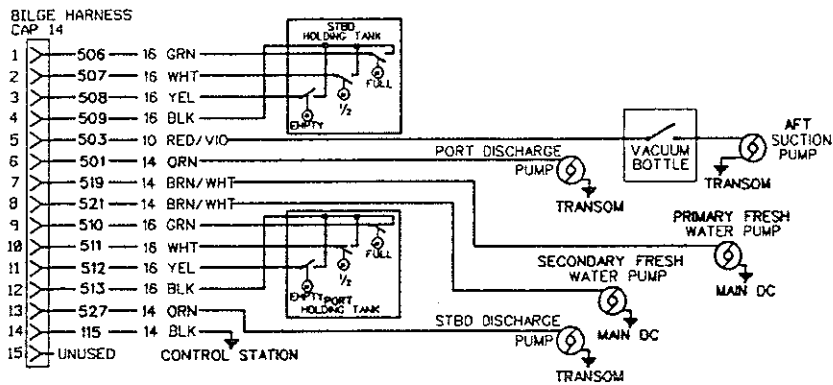 BILGE HARNESS
CAP 14
STBD
HOLDING TANK
1 506 16 GRN
2 507 16 WHT
FULL
3 508 16 YEL
1/2
4 509 16 BLK
EMPTY
5 503 10 RED/VIO
VACUUM
BOTTLE
AFT
SUCTION
PUMP
TRANSOM
6 501 14 ORN
PORT DISCHARGE
PUMP
TRANSOM
7 519 14 BRN/WHT
PRIMARY FRESH
WATER PUMP
MAIN DC
8 521 14 BRN/WHT
SECONDARY FRESH
WATER PUMP
MAIN DC
9 510 16 GRN
10 511 16 WHT
FULL
11 512 16 YEL
1/2
12 513 16 BLK
EMPTY
PORT
HOLDING TANK
13 527 14 ORN
STBD DISCHARGE
PUMP
TRANSOM
14 115 14 BLK
CONTROL STATION
15 UNUSED